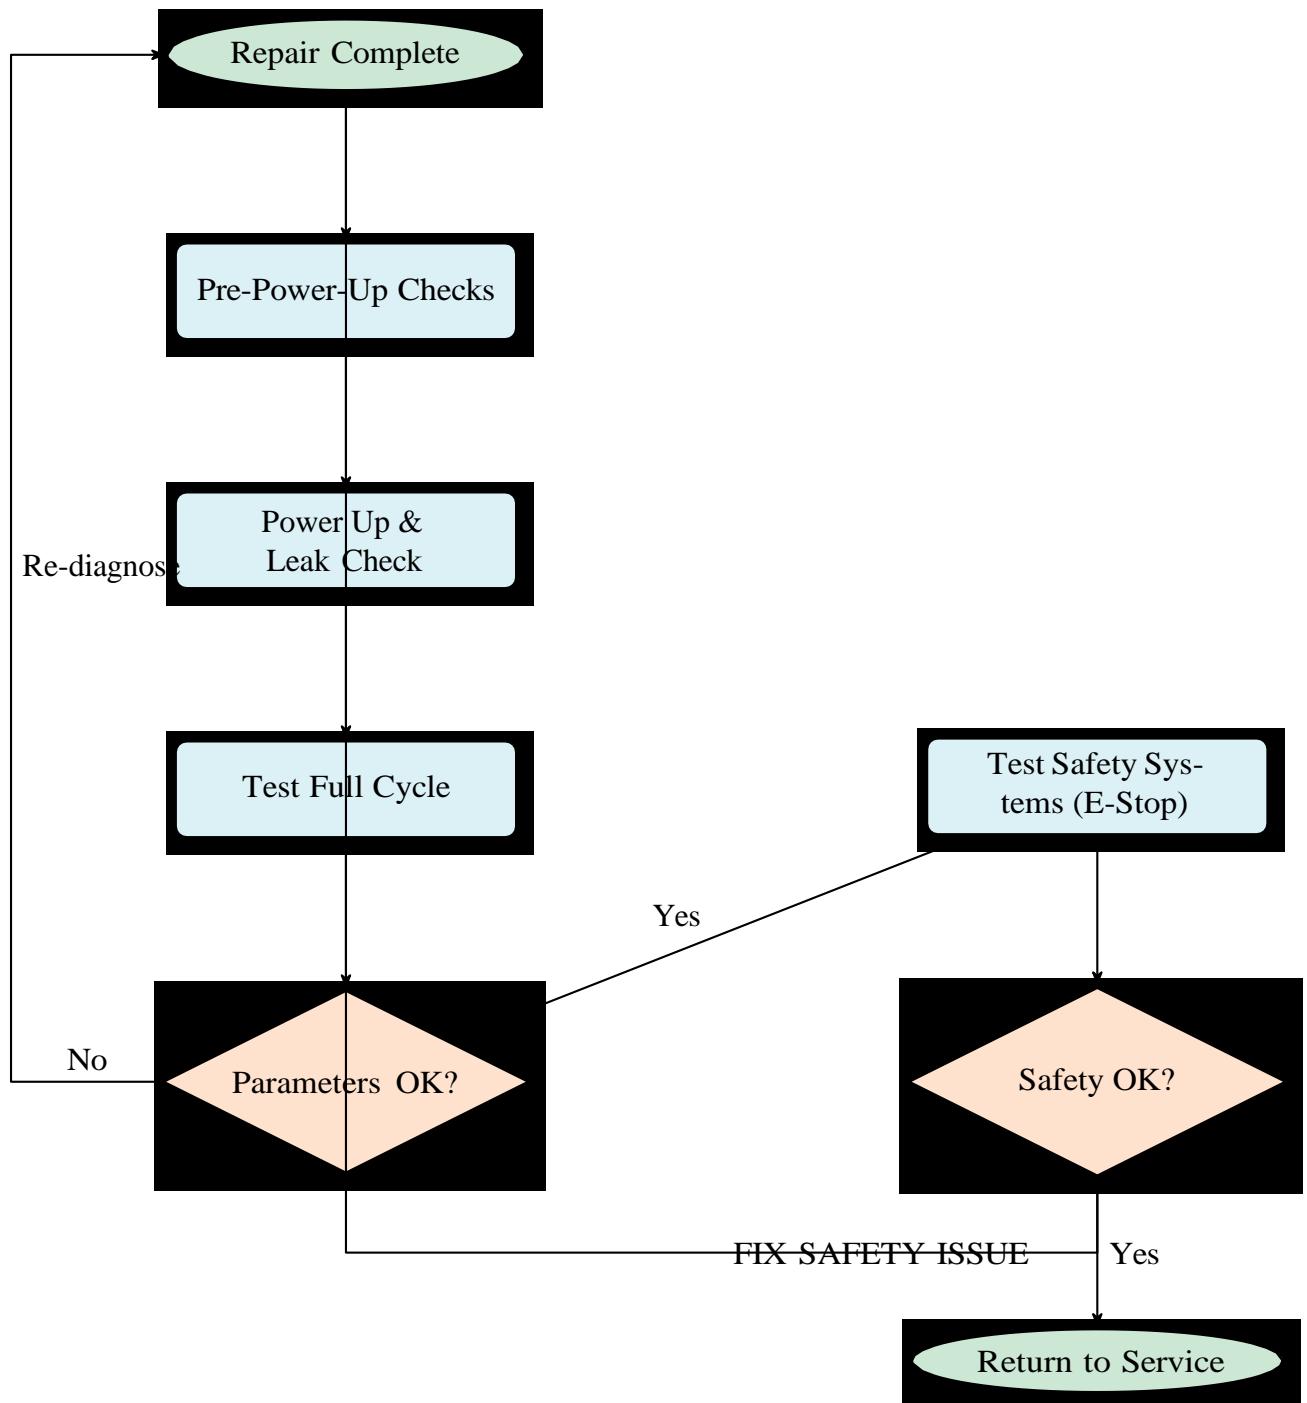 Repair Complete
Pre-Power-Up Checks
Power Up &
Leak Check
Re-diagnose
Test Full Cycle
Test Safety Sys-
tems (E-Stop)
Yes
No
Parameters OK?
Safety OK?
FIX SAFETY ISSUE
Yes
Return to Service